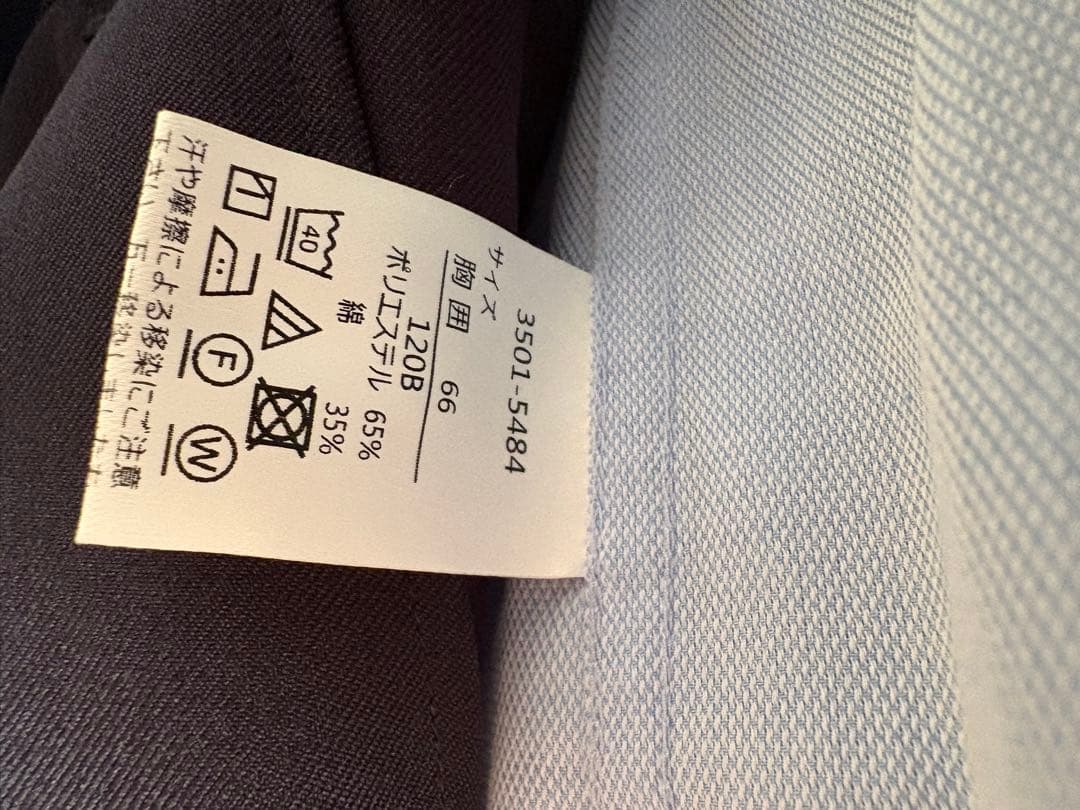 3501-5484
サイズ
胸囲 66
120B
ポリエステル 65%
綿 35%
40
F W
汗や摩擦による移染にご注意